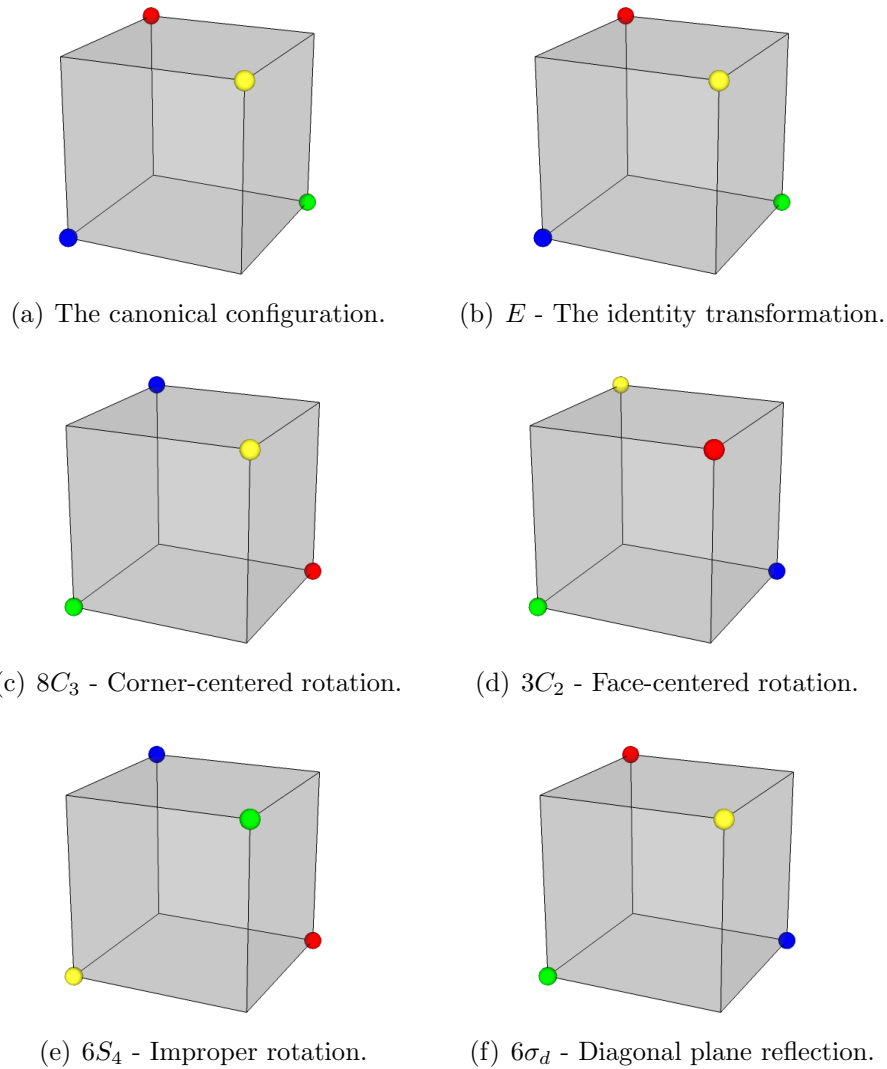 (a) The canonical configuration.
(b) E - The identity transformation.
(c) 8C₃ - Corner-centered rotation.
(d) 3C₂ - Face-centered rotation.
(e) 6S₄ - Improper rotation.
(f) 6σ_d - Diagonal plane reflection.